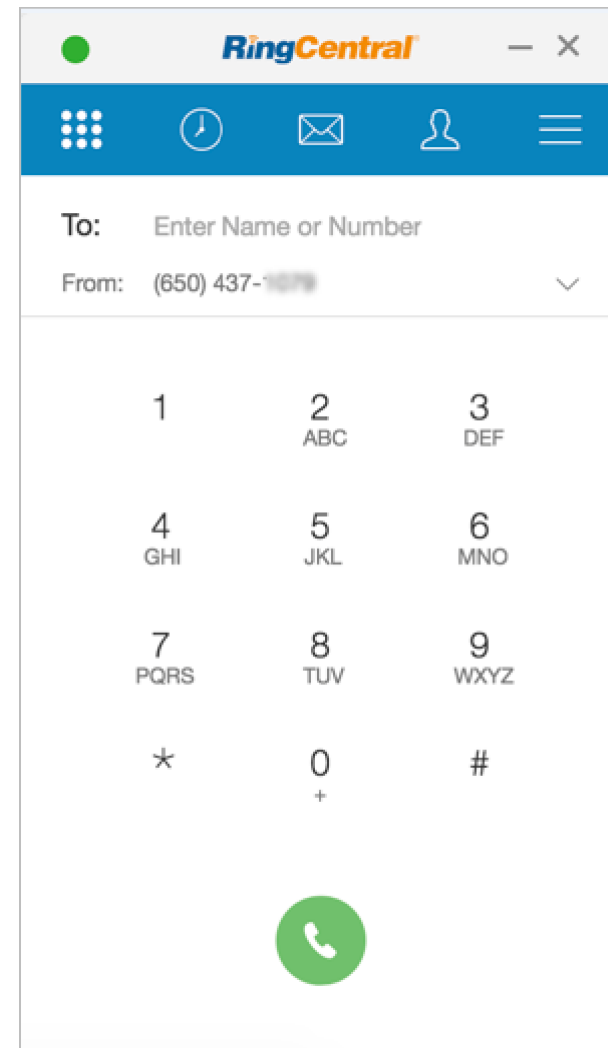 RingCentral
To: Enter Name or Number
From: (650) 437-
1 2 3
ABC DEF
4 5 6
GHI JKL MNO
7 8 9
PQRS TUV WXYZ
* 0 #
+